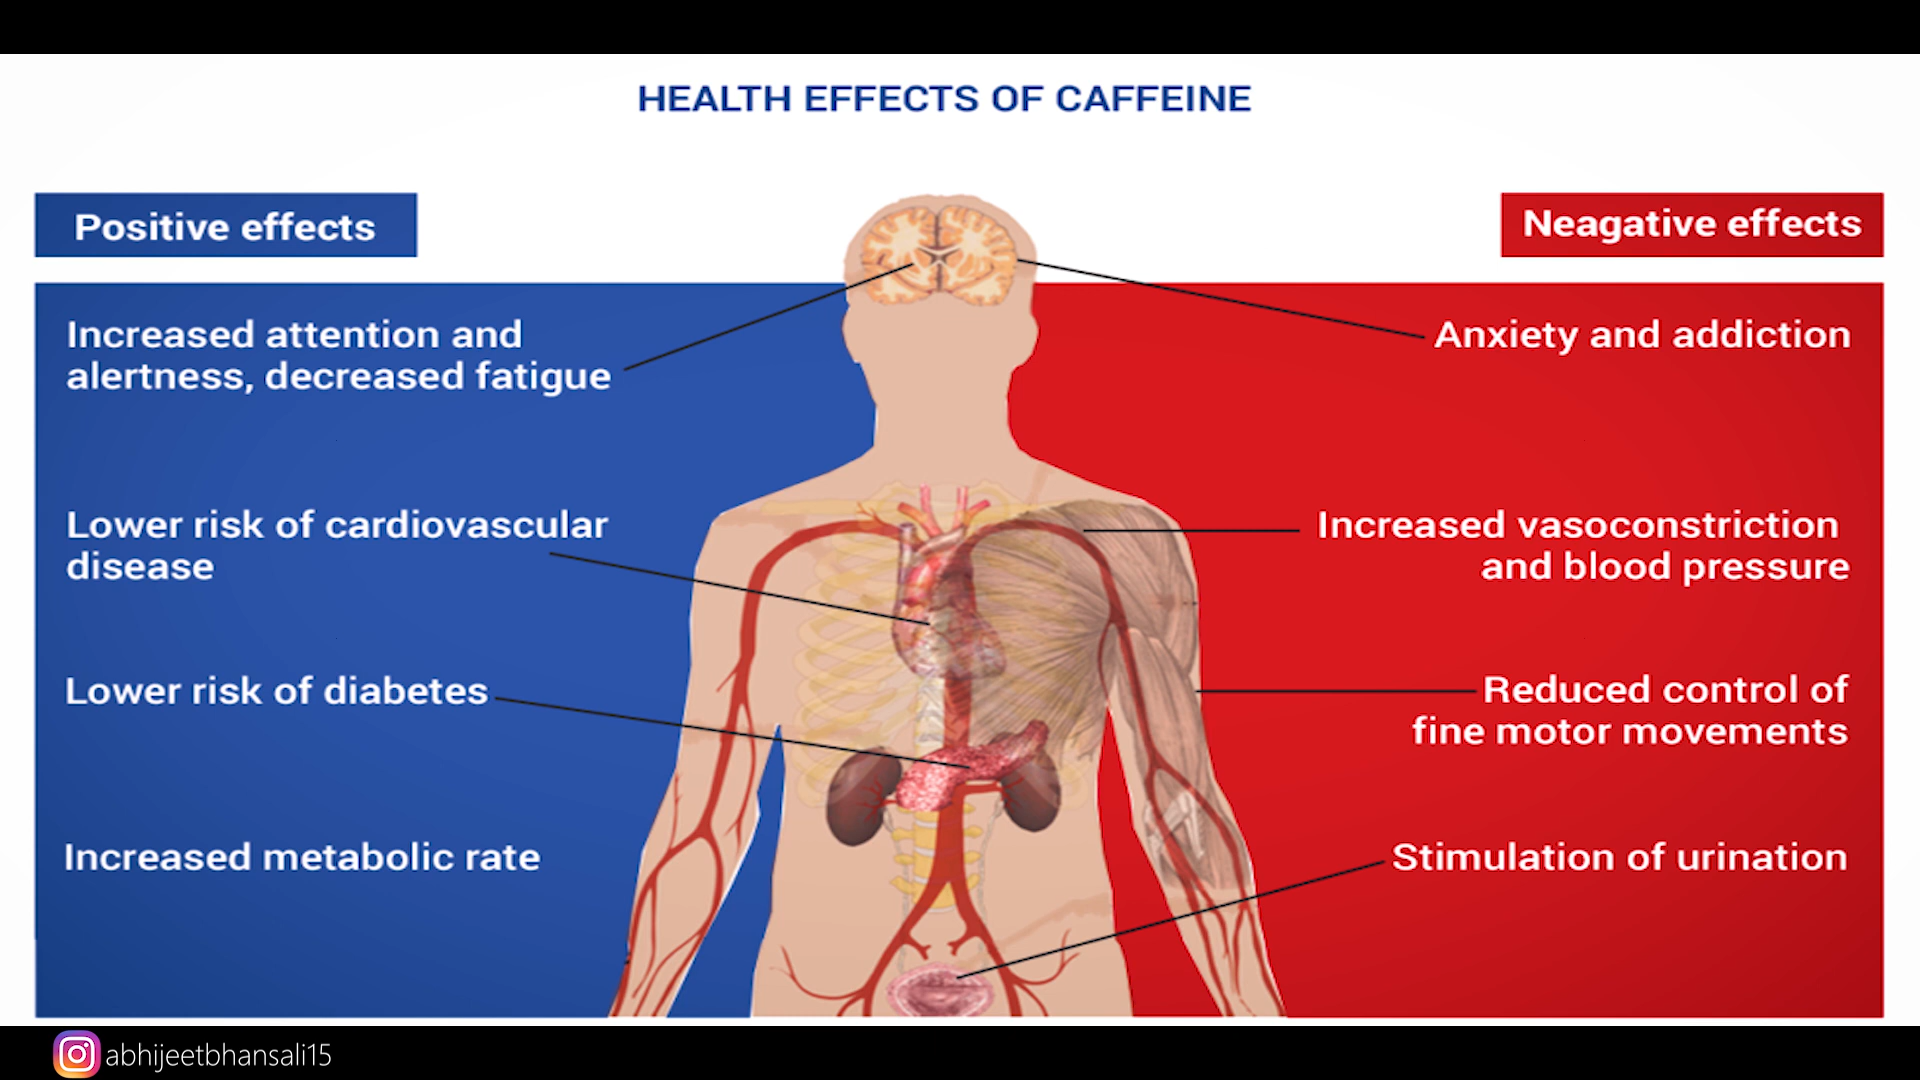 HEALTH EFFECTS OF CAFFEINE
Positive effects
Increased attention and
alertness, decreased fatigue
Lower risk of cardiovascular
disease
Lower risk of diabetes
Increased metabolic rate
Neagative effects
Anxiety and addiction
Increased vasoconstriction
and blood pressure
Reduced control of
fine motor movements
Stimulation of urination
abhijeetbhansali15